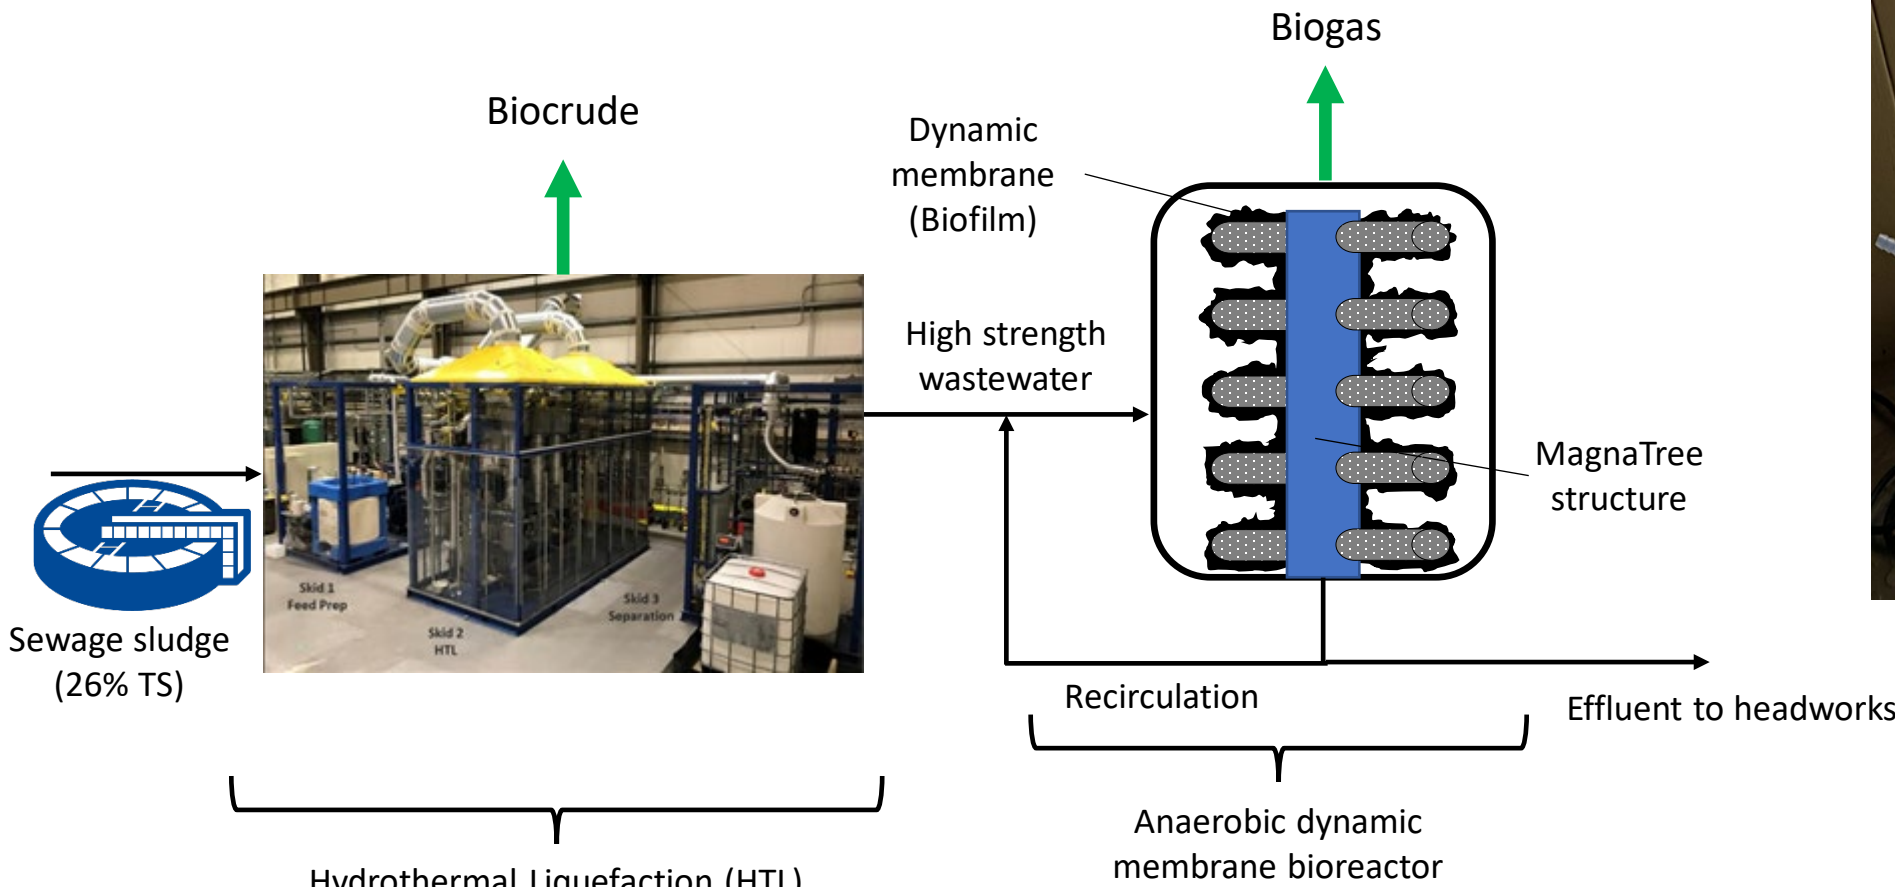 Biogas
Biocrude
Dynamic
membrane
(Biofilm)
High strength
wastewater
MagnaTree
structure
Skid 1
Feed Prep
Skid 2
HTL
Skid 3
Separation
Sewage sludge
(26% TS)
Recirculation
Effluent to headworks
Anaerobic dynamic
membrane bioreactor
Hydrothermal Liquefaction (HTL)